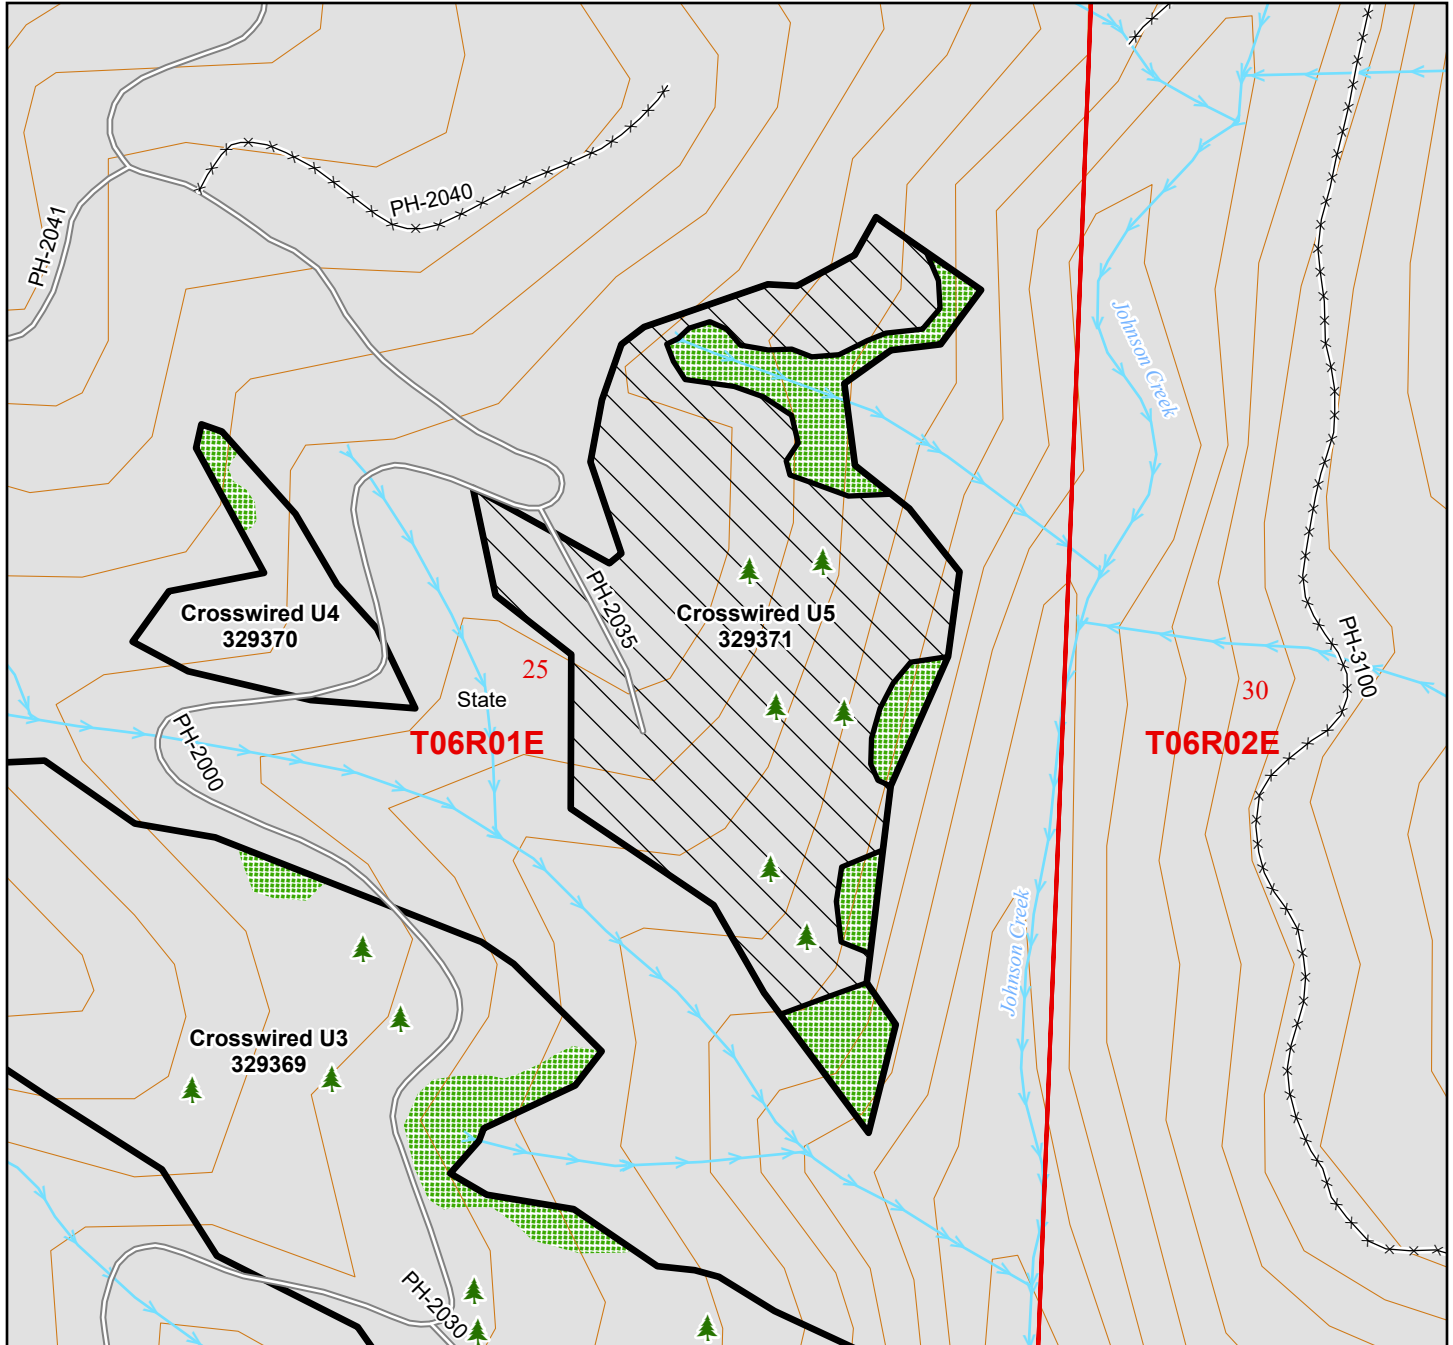 PH-2040
PH-2041
Johnson Creek
PH-2035
Crosswired U4
329370
Crosswired U5
329371
PH-3100
25
State
T06R01E
30
T06R02E
PH-2000
Johnson Creek
Crosswired U3
329369
PH-2030